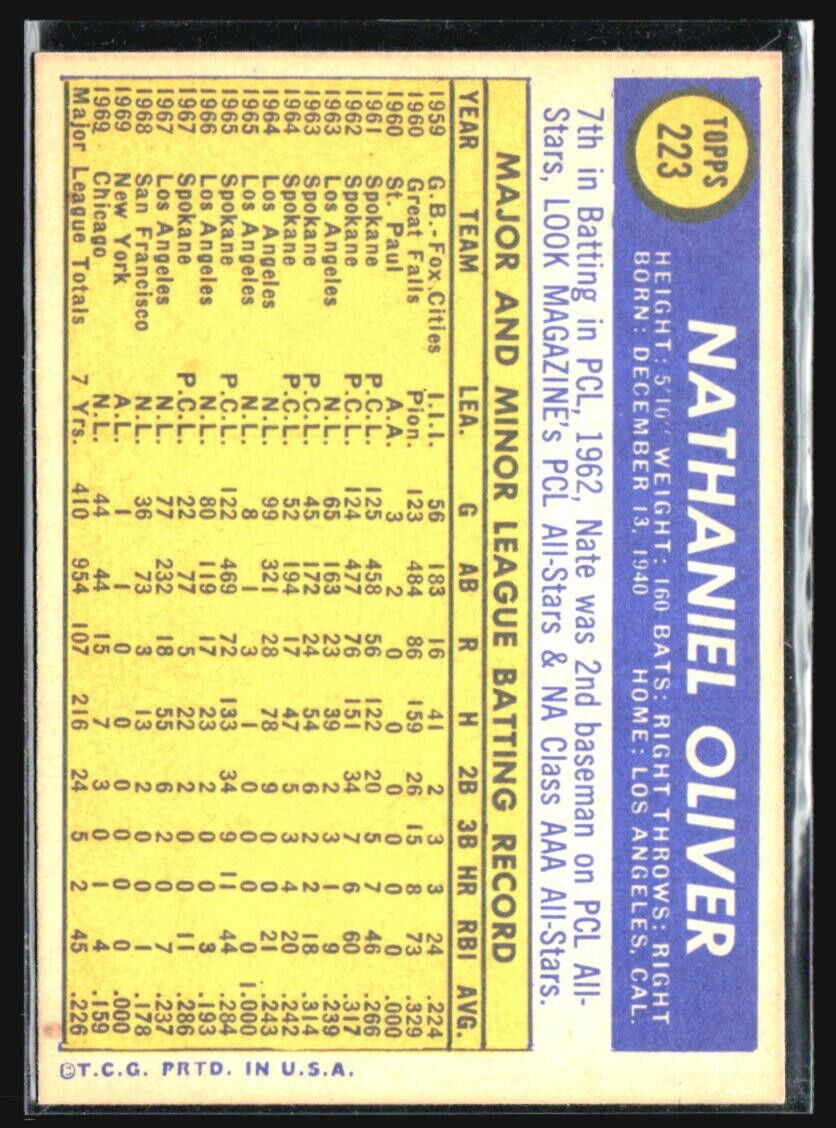 TOPPS
223
NATHANIEL OLIVER
HEIGHT: 5'10" WEIGHT: 160 BATS: RIGHT THROWS: RIGHT
BORN: DECEMBER 13, 1940 HOME: LOS ANGELES, CAL.
7th in Batting in PCL, 1962, Nate was 2nd baseman on PCL All-
Stars, LOOK MAGAZINE's PCL All-Stars & NA Class AAA All-Stars.
MAJOR AND MINOR LEAGUE BATTING RECORD
YEAR TEAM LEA. G AB R H 2B 3B HR RBI AVG.
1959 G.B.-Fox Cities I.I.I. 56 183 16 41 2 3 3 24 .224
1960 Great Falls Pion. 123 484 86 159 26 15 8 73 .329
1960 St. Paul A.A. 3 2 0 0 0 0 0 0 .000
1961 Spokane P.C.L. 125 458 56 122 20 5 7 46 .266
1962 Spokane P.C.L. 124 477 76 151 34 7 6 60 .317
1963 Los Angeles N.L. 65 163 23 39 2 3 1 9 .239
1963 Spokane P.C.L. 45 172 24 54 6 2 2 18 .314
1964 Spokane P.C.L. 52 194 17 47 5 3 4 20 .242
1964 Los Angeles N.L. 99 321 28 78 9 0 0 21 .243
1965 Los Angeles N.L. 8 1 3 1 0 0 0 0 1.000
1965 Spokane P.C.L. 122 469 72 133 34 9 11 44 .284
1966 Los Angeles N.L. 80 119 17 23 2 0 0 3 .193
1967 Spokane P.C.L. 22 77 5 22 2 0 0 11 .286
1967 Los Angeles N.L. 77 232 18 55 6 2 0 7 .237
1968 San Francisco N.L. 36 73 3 13 2 0 0 1 .178
1969 New York A.L. 1 1 0 0 0 0 0 0 .000
1969 Chicago N.L. 44 44 15 7 3 0 1 4 .159
Major League Totals 7 Yrs. 410 954 107 216 24 5 2 45 .226
©T.C.G. PRTD. IN U.S.A.